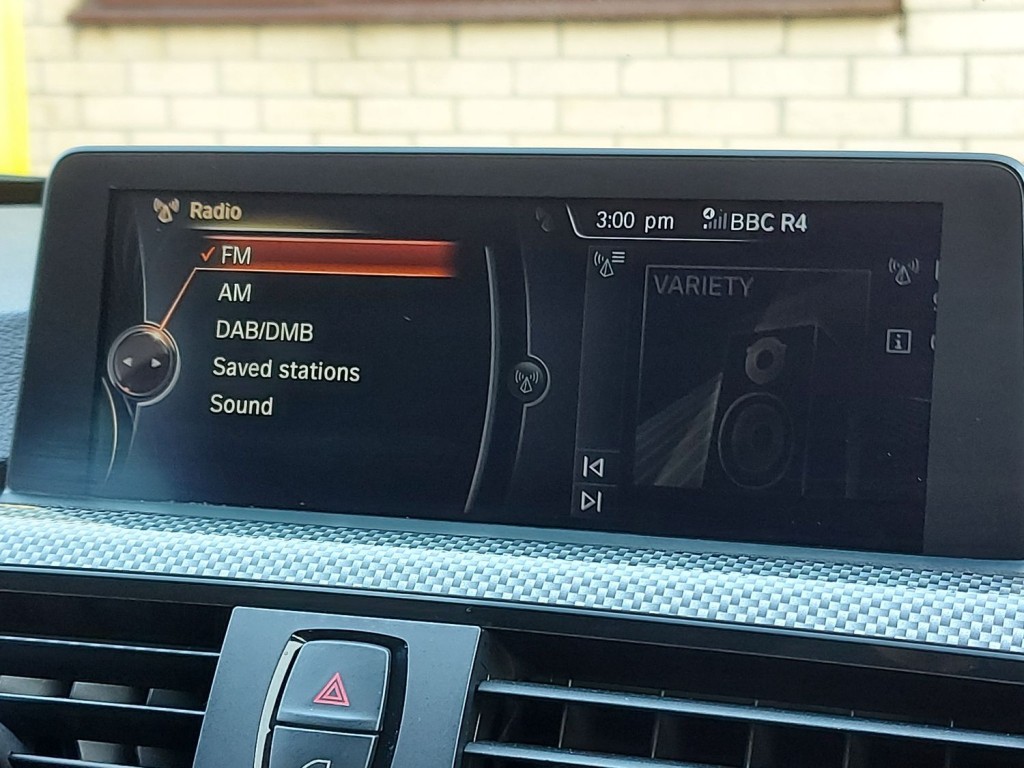 Radio
3:00 pm
BBC R4
FM
AM
DAB/DMB
Saved stations
Sound
VARIETY